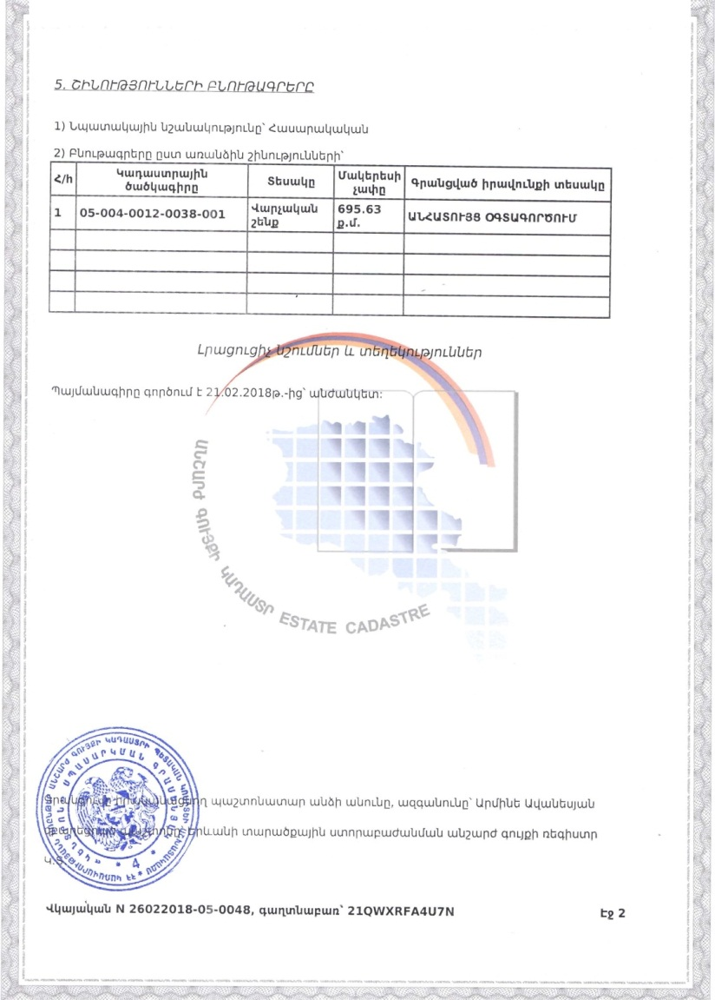 5. ՇԻՆՈՒԹՅՈՒՆՆԵՐԻ ԲՆՈՒԹԱԳՐԵՐԸ
1) Նպատակային նշանակությունը՝ Հասարակական
2) Բնութագրերը ըստ առանձին շինությունների՝
Հ/հ Կադաստրային ծածկագիրը Տեսակը Մակերեսի չափը Գրանցված իրավունքի տեսակը
1 05-004-0012-0038-001 Վարչական շենք 695.63 ք.մ. ԱՆՀԱՏՈՒՅՑ ՕԳՏԱԳՈՐԾՈՒՄ
Լրացուցիչ նշումներ և տեղեկություններ
Պայմանագիրը գործում է 21.02.2018թ.-ից՝ անժամկետ:
ԳՈՒՅՔԻ ԿԱԴԱՍՏՐ ESTATE CADASTRE
պաշտոնատար անձի անունը, ազգանունը՝ Արմինե Ավանեսյան
Երևանի տարածքային ստորաբաժանման անշարժ գույքի ռեգիստր
Կ.Տ.
4
Վկայական N 26022018-05-0048, գաղտնաբառ՝ 21QWXRFA4U7N
Էջ 2